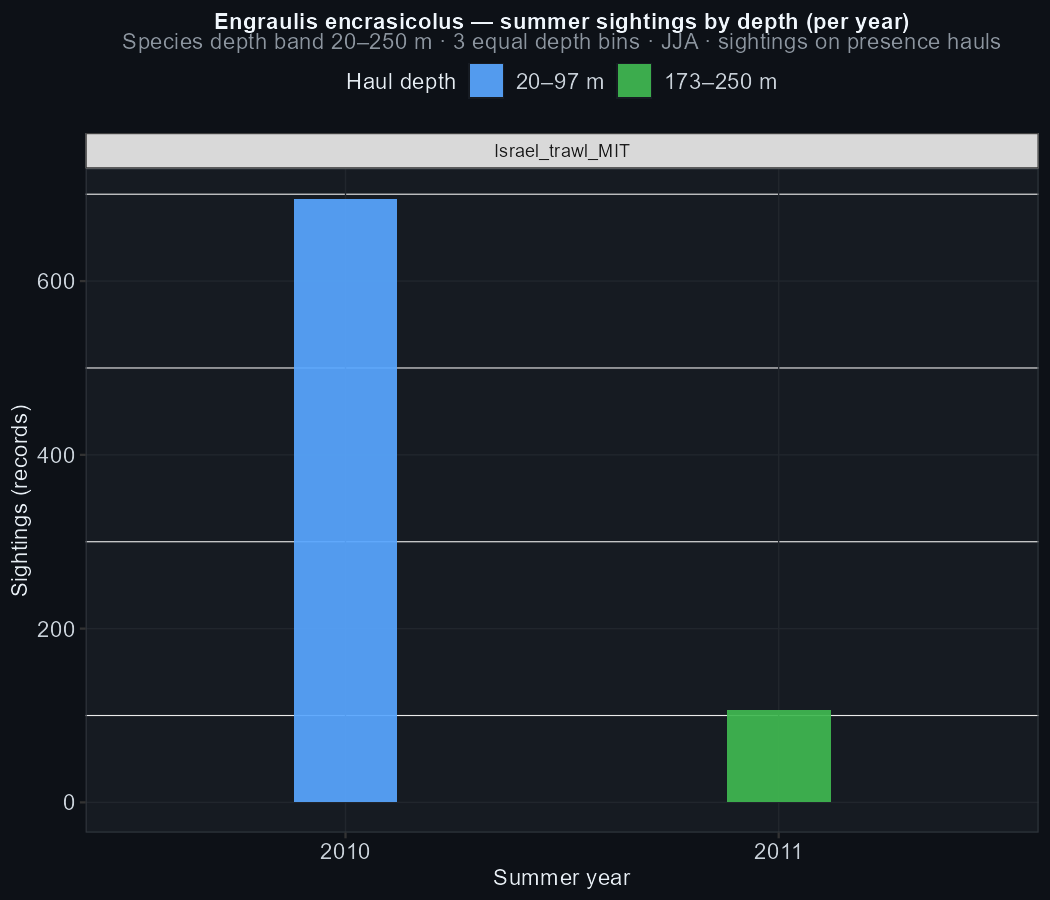 Engraulis encrasicolus — summer sightings by depth (per year)
Species depth band 20–250 m · 3 equal depth bins · JJA · sightings on presence hauls
Haul depth 20–97 m 173–250 m
Israel_trawl_MIT
Sightings (records)
600
400
200
0
2010 2011
Summer year